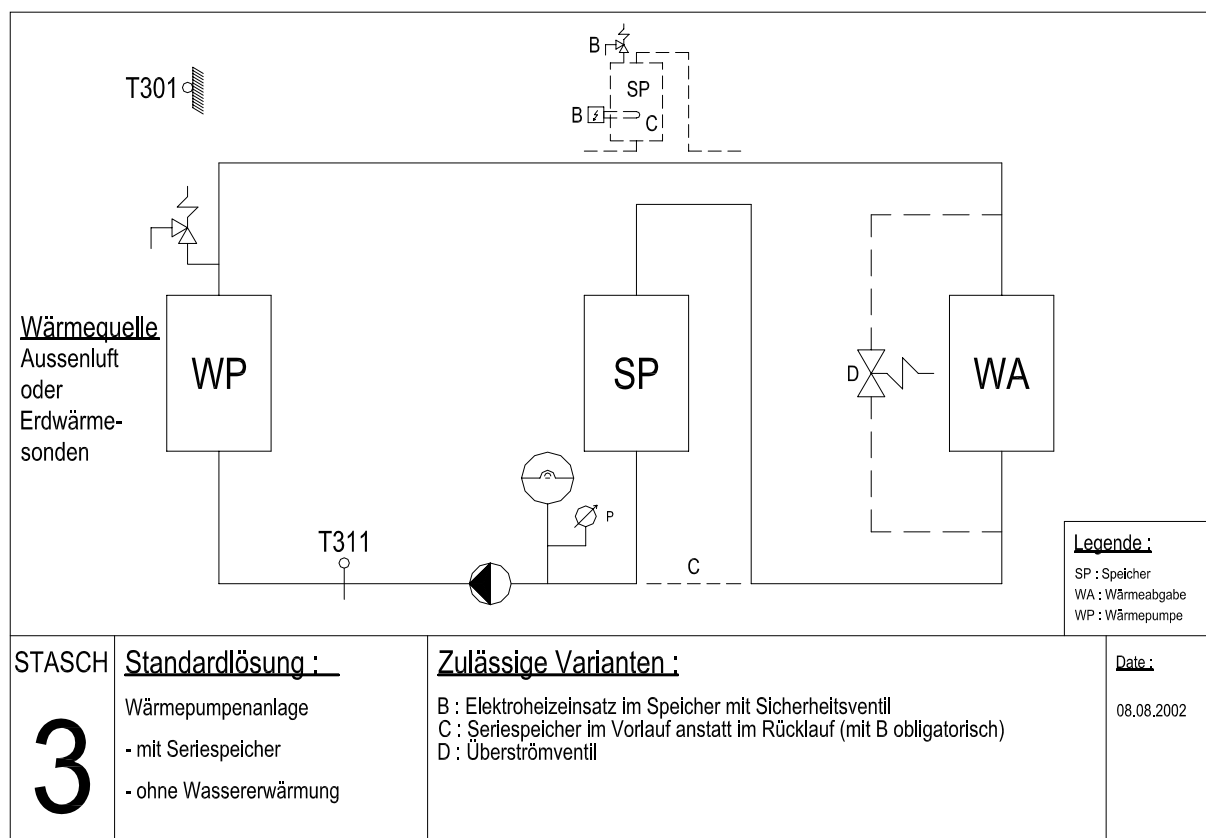 B
T301
SP
B
C
Wärmequelle
Aussenluft
oder
Erdwärme-
sonden
WP
SP
D
WA
P
T311
C
Legende :
SP : Speicher
WA : Wärmeabgabe
WP : Wärmepumpe
STASCH
3
Standardlösung :
Wärmepumpenanlage
- mit Seriespeicher
- ohne Wassererwärmung
Zulässige Varianten :
B : Elektroheizeinsatz im Speicher mit Sicherheitsventil
C : Seriespeicher im Vorlauf anstatt im Rücklauf (mit B obligatorisch)
D : Überströmventil
Date :
08.08.2002